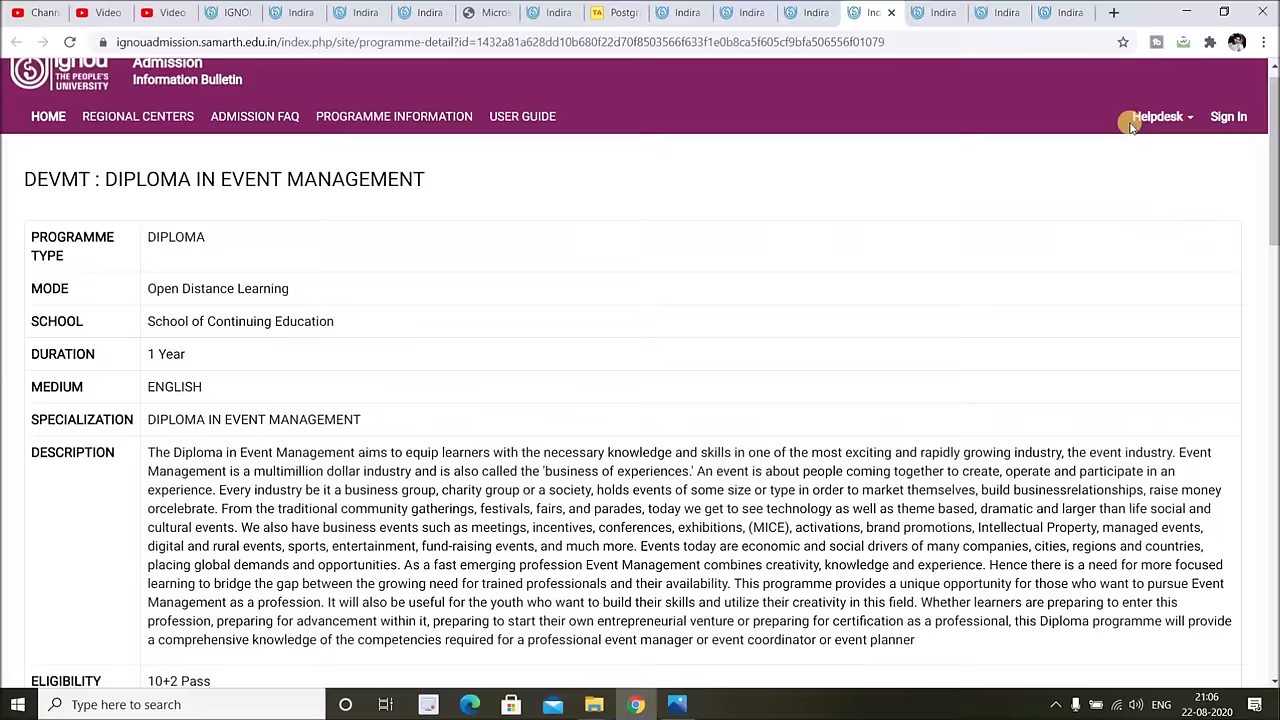 Chann
Video
Video
IGNOU
Indira
Indira
Indira
Micro
Indira
Postgr
Indira
Indira
Indira
Ind
Indira
Indira
Indira
ignouadmission.samarth.edu.in/index.php/site/programme-detail?id=1432a81a628dd10b680f22d70f8503566f633f1e0b8ca5f605cf9bfa506556f01079
ignou
THE PEOPLE'S
UNIVERSITY
Admission
Information Bulletin
HOME REGIONAL CENTERS ADMISSION FAQ PROGRAMME INFORMATION USER GUIDE Helpdesk Sign In
DEVMT : DIPLOMA IN EVENT MANAGEMENT
PROGRAMME TYPE DIPLOMA
MODE Open Distance Learning
SCHOOL School of Continuing Education
DURATION 1 Year
MEDIUM ENGLISH
SPECIALIZATION DIPLOMA IN EVENT MANAGEMENT
DESCRIPTION The Diploma in Event Management aims to equip learners with the necessary knowledge and skills in one of the most exciting and rapidly growing industry, the event industry. Event
Management is a multimillion dollar industry and is also called the 'business of experiences.' An event is about people coming together to create, operate and participate in an
experience. Every industry be it a business group, charity group or a society, holds events of some size or type in order to market themselves, build businessrelationships, raise money
orcelebrate. From the traditional community gatherings, festivals, fairs, and parades, today we get to see technology as well as theme based, dramatic and larger than life social and
cultural events. We also have business events such as meetings, incentives, conferences, exhibitions, (MICE), activations, brand promotions, Intellectual Property, managed events,
digital and rural events, sports, entertainment, fund-raising events, and much more. Events today are economic and social drivers of many companies, cities, regions and countries,
placing global demands and opportunities. As a fast emerging profession Event Management combines creativity, knowledge and experience. Hence there is a need for more focused
learning to bridge the gap between the growing need for trained professionals and their availability. This programme provides a unique opportunity for those who want to pursue Event
Management as a profession. It will also be useful for the youth who want to build their skills and utilize their creativity in this field. Whether learners are preparing to enter this
profession, preparing for advancement within it, preparing to start their own entrepreneurial venture or preparing for certification as a professional, this Diploma programme will provide
a comprehensive knowledge of the competencies required for a professional event manager or event coordinator or event planner
ELIGIBILITY 10+2 Pass
Type here to search
ENG
21:06
22-08-2020